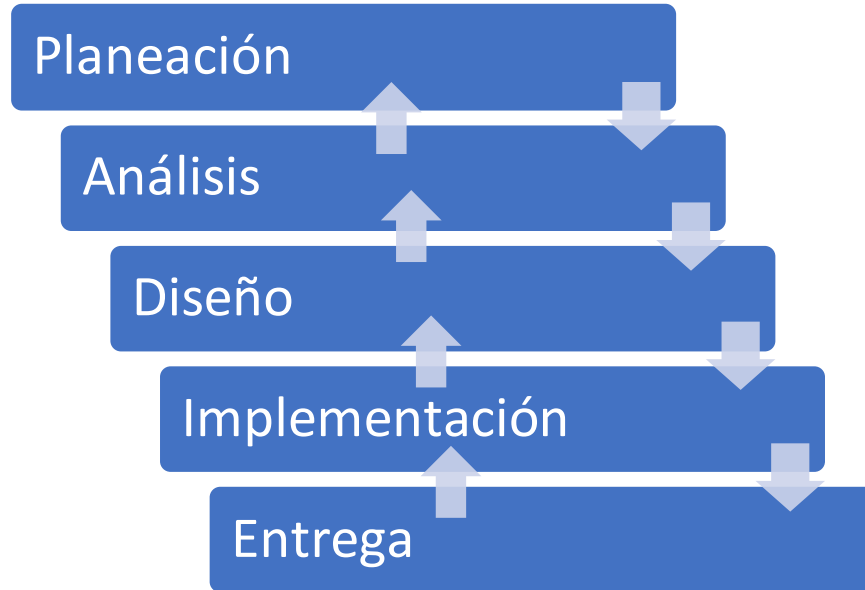 Planeación
Análisis
Diseño
Implementación
Entrega